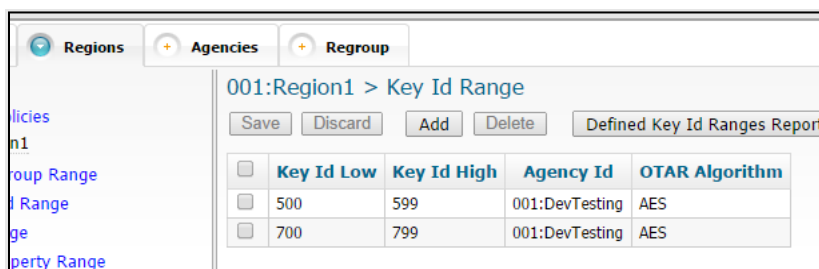 Regions Agencies Regroup
001:Region1 > Key Id Range
Save Discard Add Delete Defined Key Id Ranges Report
Key Id Low Key Id High Agency Id OTAR Algorithm
500 599 001:DevTesting AES
700 799 001:DevTesting AES
licies
n1
roup Range
Range
ge
perty Range